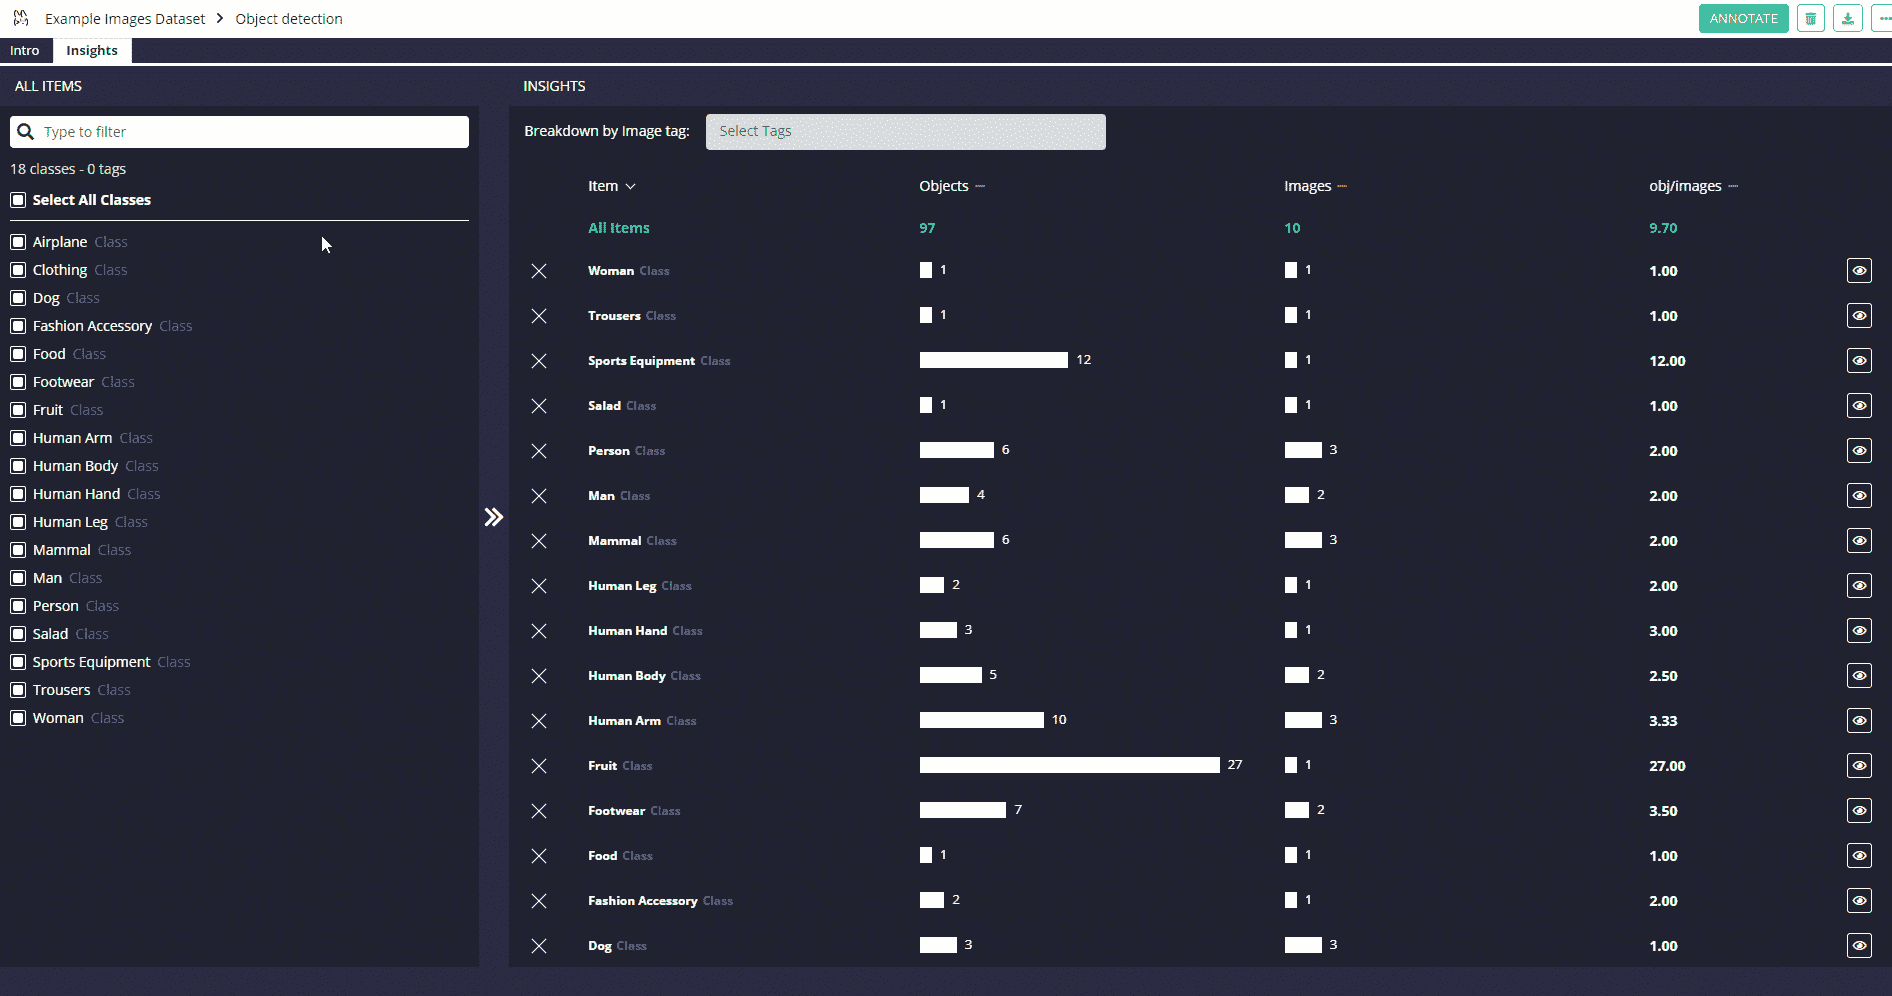 Example Images Dataset > Object detection
ANNOTATE
Intro Insights
ALL ITEMS
Type to filter
18 classes - 0 tags
Select All Classes
Airplane Class
Clothing Class
Dog Class
Fashion Accessory Class
Food Class
Footwear Class
Fruit Class
Human Arm Class
Human Body Class
Human Hand Class
Human Leg Class
Mammal Class
Man Class
Person Class
Salad Class
Sports Equipment Class
Trousers Class
Woman Class
INSIGHTS
Breakdown by Image tag: Select Tags
Item Objects Images obj/images
All Items 97 10 9.70
Woman Class 1 1 1.00
Trousers Class 1 1 1.00
Sports Equipment Class 12 1 12.00
Salad Class 1 1 1.00
Person Class 6 3 2.00
Man Class 4 2 2.00
Mammal Class 6 3 2.00
Human Leg Class 2 1 2.00
Human Hand Class 3 1 3.00
Human Body Class 5 2 2.50
Human Arm Class 10 3 3.33
Fruit Class 27 1 27.00
Footwear Class 7 2 3.50
Food Class 1 1 1.00
Fashion Accessory Class 2 1 2.00
Dog Class 3 3 1.00